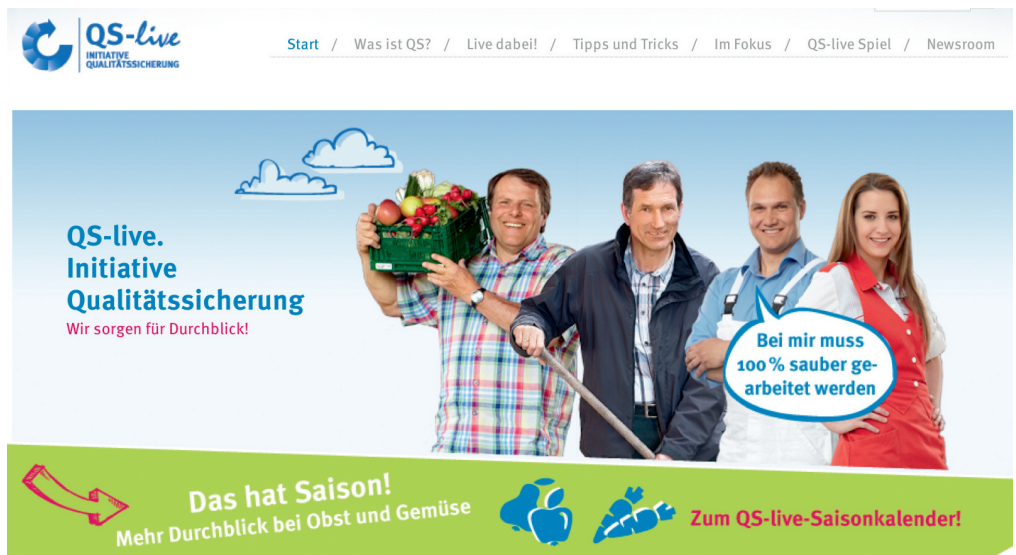 QS-live
INITIATIVE
QUALITÄTSSICHERUNG
Start / Was ist QS? / Live dabei! / Tipps und Tricks / Im Fokus / QS-live Spiel / Newsroom
QS-live.
Initiative
Qualitätssicherung
Wir sorgen für Durchblick!
Bei mir muss
100 % sauber ge-
arbeitet werden
Das hat Saison!
Mehr Durchblick bei Obst und Gemüse
Zum QS-live-Saisonkalender!